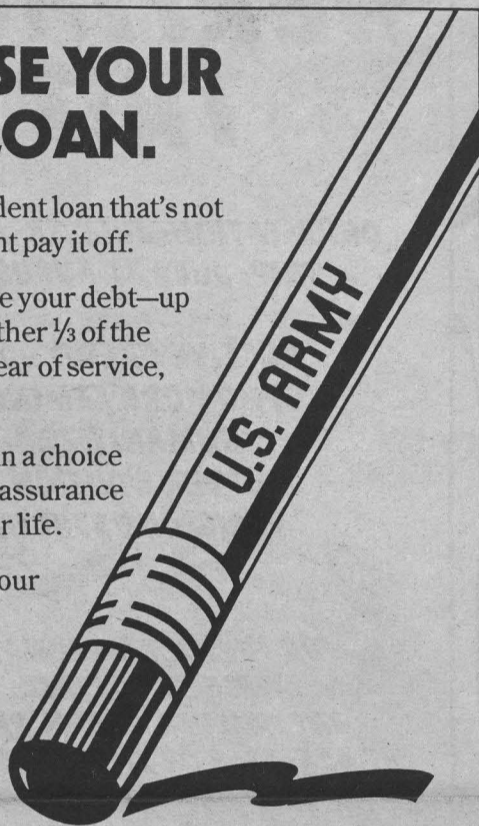 SE YOUR
OAN.
dent loan that's not
nt pay it off.
e your debt—up
ther ⅓ of the
ear of service,
n a choice
assurance
r life.
our
U.S. ARMY